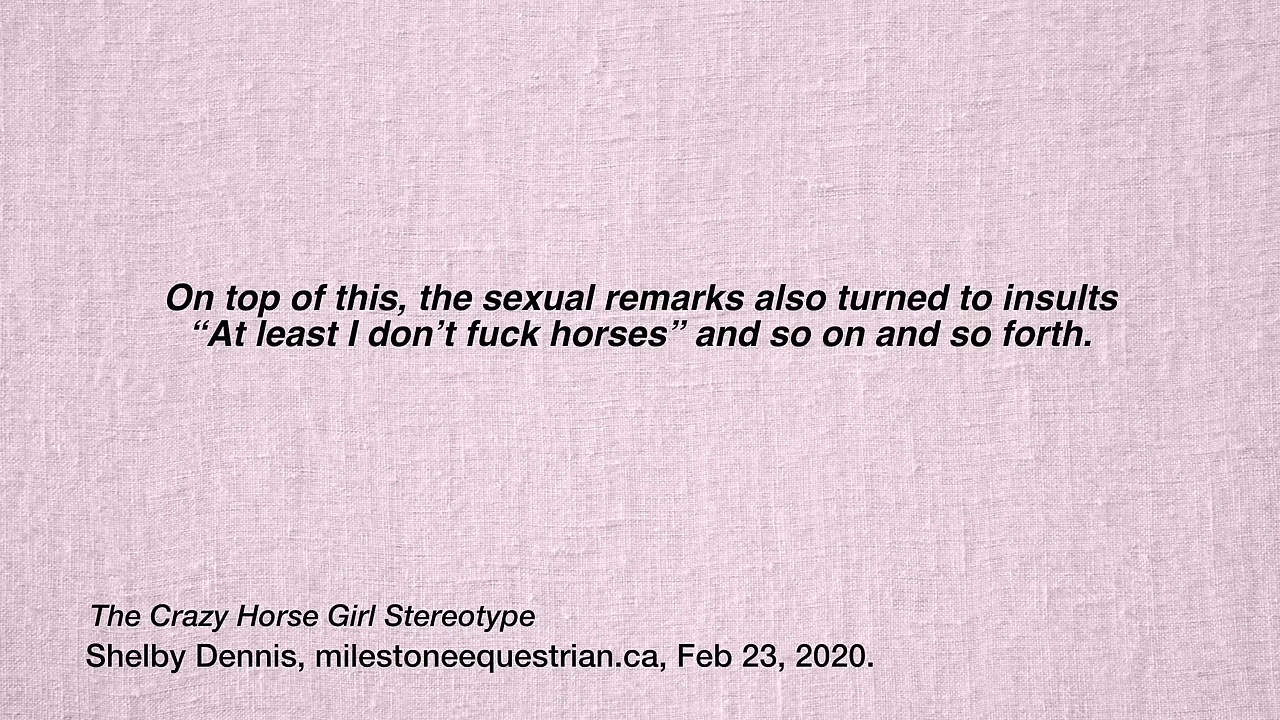 On top of this, the sexual remarks also turned to insults
“At least I don’t fuck horses” and so on and so forth.
The Crazy Horse Girl Stereotype
Shelby Dennis, milestoneequestrian.ca, Feb 23, 2020.